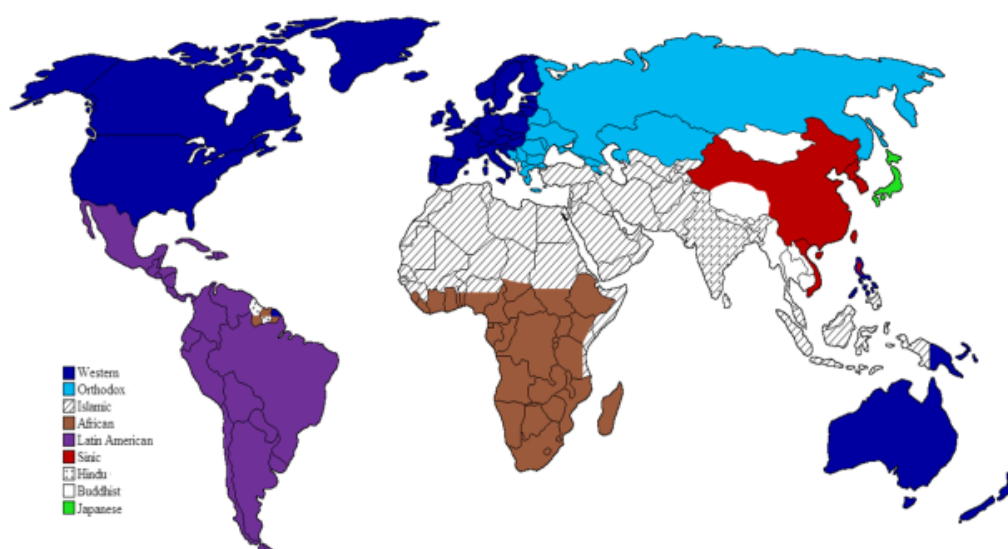 Western
Orthodox
Islamic
African
Latin American
Sinic
Hindu
Buddhist
Japanese